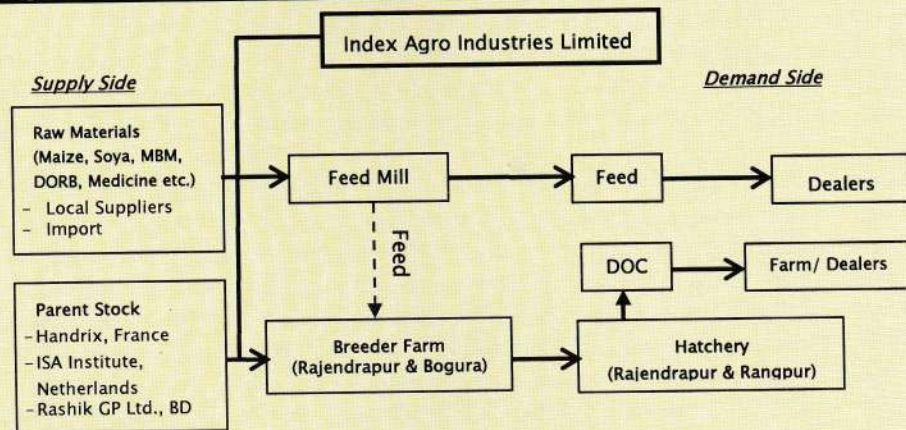 Index Agro Industries Limited
Supply Side
Demand Side
Raw Materials
(Maize, Soya, MBM,
DORB, Medicine etc.)
- Local Suppliers
- Import
Feed Mill
Feed
Dealers
Feed
DOC
Farm/ Dealers
Parent Stock
-Handrix, France
-ISA Institute,
Netherlands
-Rashik GP Ltd., BD
Breeder Farm
(Rajendrapur & Bogura)
Hatchery
(Rajendrapur & Rangpur)